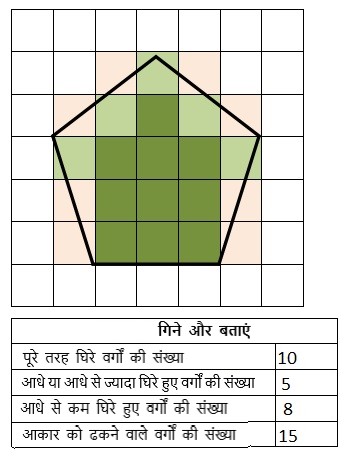 गिने और बताएं
पूरे तरह घिरे वर्गों की संख्या 10
आधे या आधे से ज्यादा घिरे हुए वर्गों की संख्या 5
आधे से कम घिरे हुए वर्गों की संख्या 8
आकार को ढकने वाले वर्गों की संख्या 15